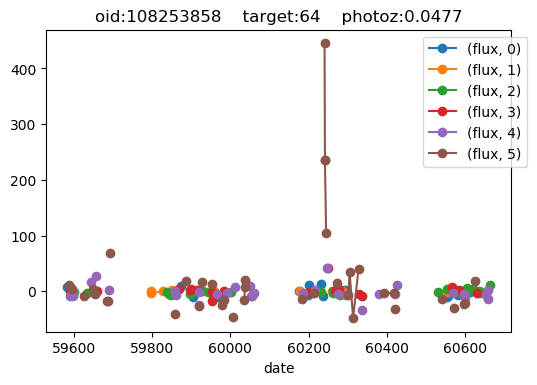 oid:108253858    target:64    photoz:0.0477
400
300
200
100
0
(flux, 0)
(flux, 1)
(flux, 2)
(flux, 3)
(flux, 4)
(flux, 5)
59600 59800 60000 60200 60400 60600
date